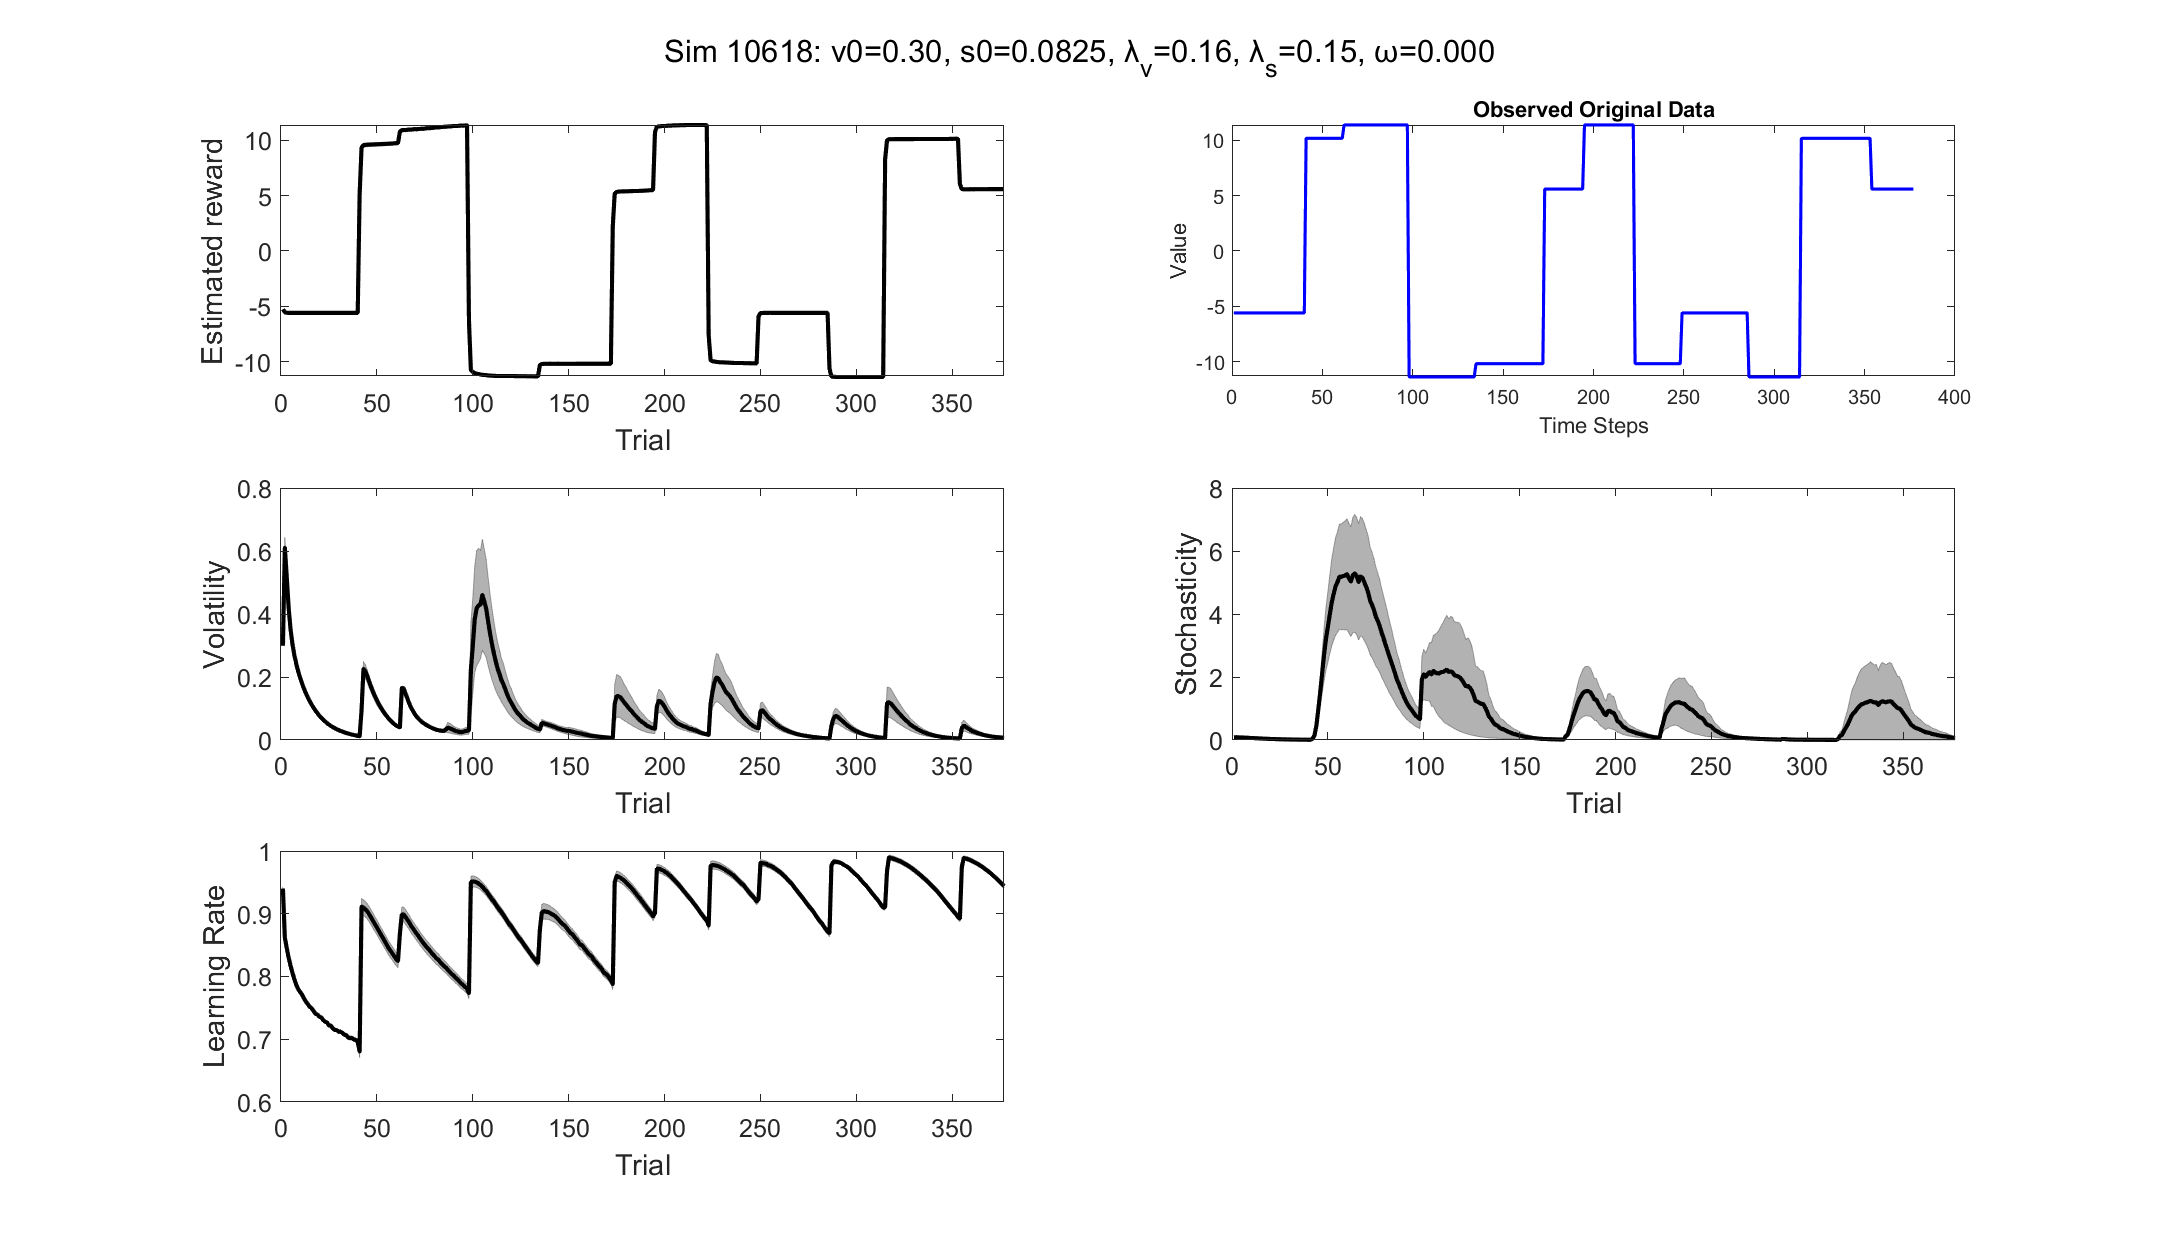 Sim 10618: v0=0.30, s0=0.0825, λ_v=0.16, λ_s=0.15, ω=0.000
Estimated reward
10
5
0
-5
-10
0 50 100 150 200 250 300 350
Trial
Observed Original Data
Value
10
5
0
-5
-10
0 50 100 150 200 250 300 350 400
Time Steps
Volatility
0.8
0.6
0.4
0.2
0
0 50 100 150 200 250 300 350
Trial
Stochasticity
8
6
4
2
0
0 50 100 150 200 250 300 350
Trial
Learning Rate
1
0.9
0.8
0.7
0.6
0 50 100 150 200 250 300 350
Trial